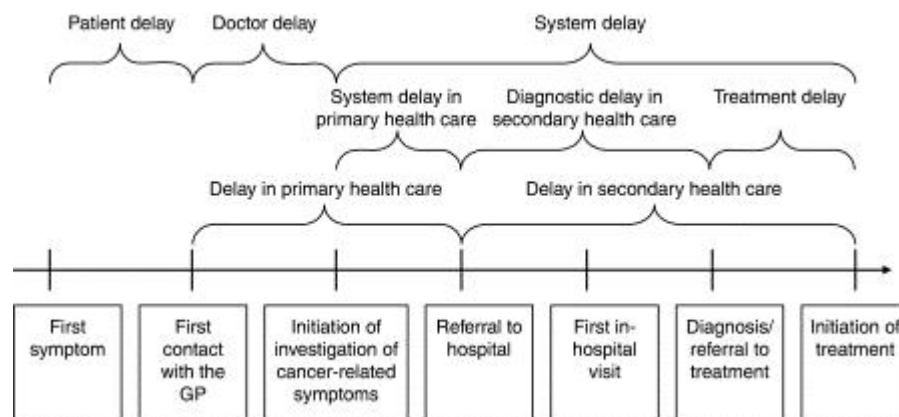 Patient delay
Doctor delay
System delay
System delay in
primary health care
Diagnostic delay in
secondary health care
Treatment delay
Delay in primary health care
Delay in secondary health care
First
symptom
First
contact
with the
GP
Initiation of
investigation of
cancer-related
symptoms
Referral to
hospital
First in-
hospital
visit
Diagnosis/
referral to
treatment
Initiation of
treatment